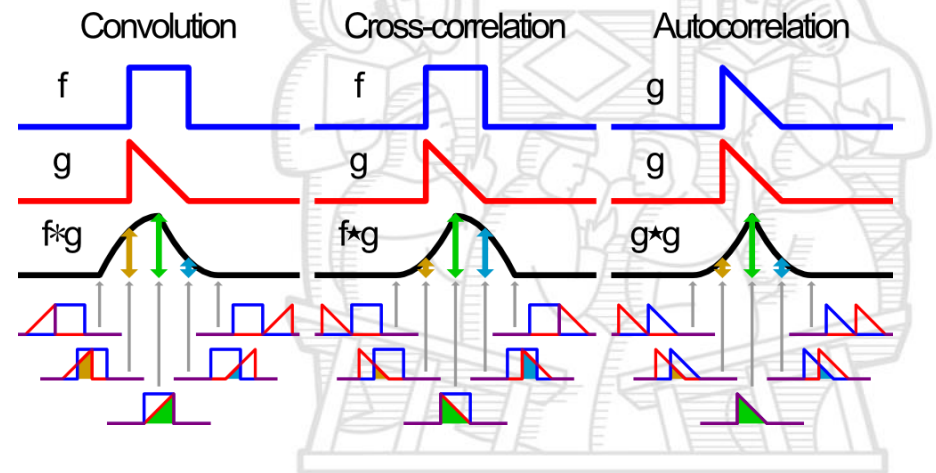 Convolution
Cross-correlation
Autocorrelation
f
f
g
g
g
g
f∗g
f★g
g★g